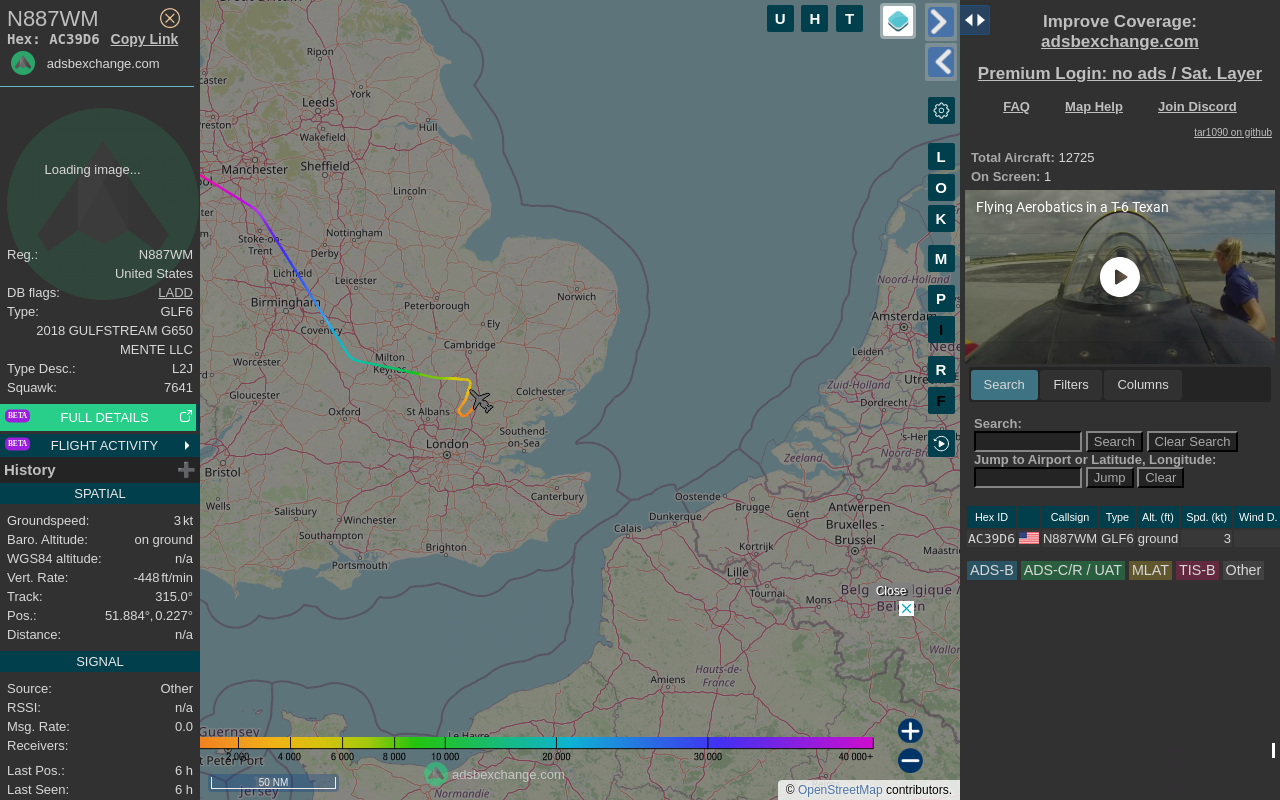 N887WM
Hex: AC39D6 Copy Link
adsbexchange.com
Loading image...
Reg.: N887WM
United States
DB flags: LADD
Type: GLF6
2018 GULFSTREAM G650
MENTE LLC
Type Desc.: L2J
Squawk: 7641
BETA FULL DETAILS
BETA FLIGHT ACTIVITY
History
SPATIAL
Groundspeed: 3 kt
Baro. Altitude: on ground
WGS84 altitude: n/a
Vert. Rate: -448 ft/min
Track: 315.0°
Pos.: 51.884°, 0.227°
Distance: n/a
SIGNAL
Source: Other
RSSI: n/a
Msg. Rate: 0.0
Receivers:
Last Pos.: 6 h
Last Seen: 6 h
U H T
L
O
K
M
P
I
R
F
Ripon
York
Leeds
Hull
Preston
Wakefield
Manchester
Sheffield
Lincoln
Stoke-on-
Trent
Nottingham
Derby
Lichfield
Leicester
Norwich
Birmingham
Peterborough
Coventry
Ely
Cambridge
Milton
Keynes
Worcester
Colchester
Gloucester
Oxford
St Albans
Southend-
on-Sea
London
Bristol
Canterbury
Wells
Salisbury
Winchester
Southampton
Brighton
Portsmouth
Noord-Holland
Amsterdam
Leiden
Zuid-Holland
Dordrecht
Zeeland
Oostende
Brugge
Antwerpen
Gent
Dunkerque
Calais
Bruxelles -
Brussel
Kortrijk
Lille
Tournai
Mons
Hauts-de-
France
Amiens
Close
Guernsey
Le Havre
Jersey
Normandie
2 000 4 000 6 000 8 000 10 000 20 000 30 000 40 000+
50 NM
adsbexchange.com
© OpenStreetMap contributors.
Improve Coverage:
adsbexchange.com
Premium Login: no ads / Sat. Layer
FAQ Map Help Join Discord
tar1090 on github
Total Aircraft: 12725
On Screen: 1
Flying Aerobatics in a T-6 Texan
Search Filters Columns
Search:
Search Clear Search
Jump to Airport or Latitude, Longitude:
Jump Clear
Hex ID Callsign Type Alt. (ft) Spd. (kt) Wind D.
AC39D6 N887WM GLF6 ground 3
ADS-B ADS-C/R / UAT MLAT TIS-B Other